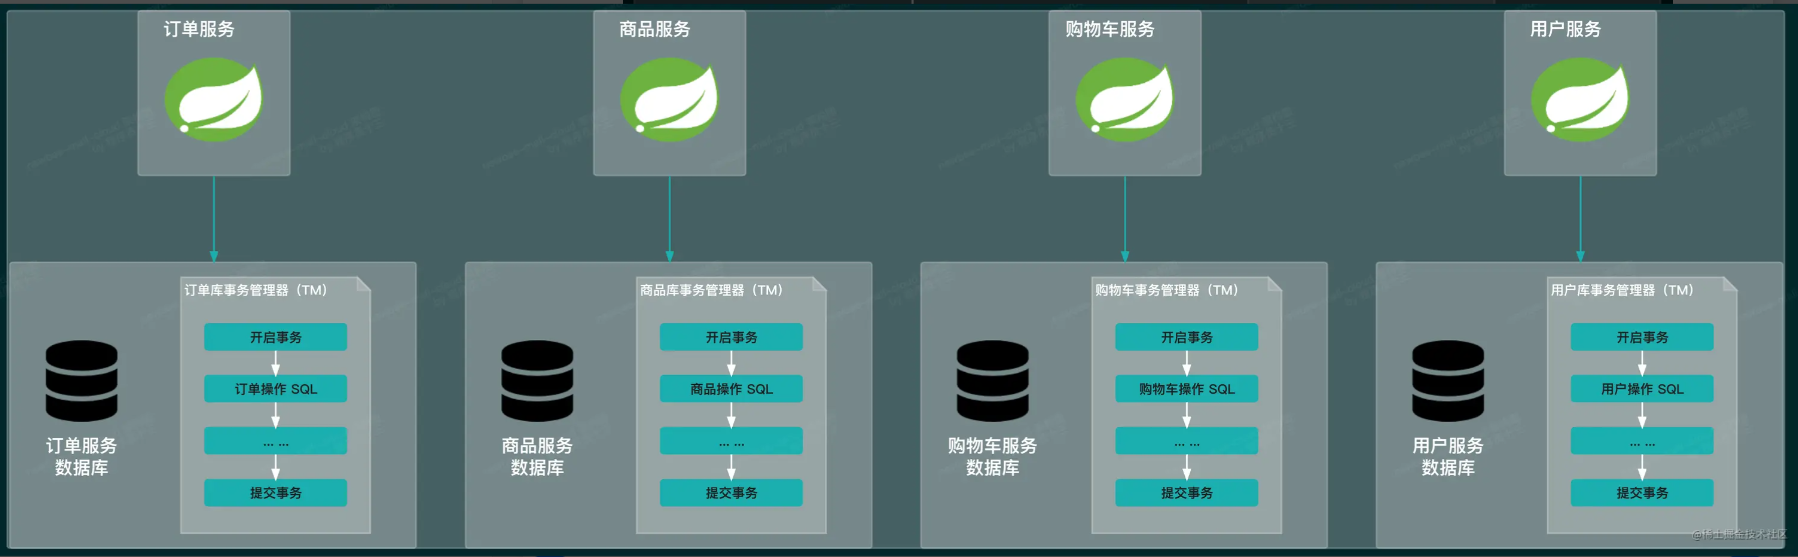 订单服务
商品服务
购物车服务
用户服务
订单库事务管理器（TM）
开启事务
订单操作 SQL
... ...
提交事务
订单服务
数据库
商品库事务管理器（TM）
开启事务
商品操作 SQL
... ...
提交事务
商品服务
数据库
购物车事务管理器（TM）
开启事务
购物车操作 SQL
... ...
提交事务
购物车服务
数据库
用户库事务管理器（TM）
开启事务
用户操作 SQL
... ...
提交事务
用户服务
数据库
@稀土掘金技术社区